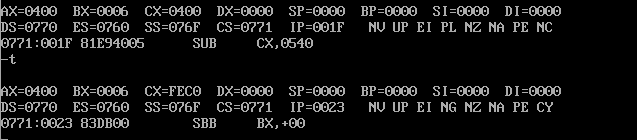 AX=0400 BX=0006 CX=0400 DX=0000 SP=0000 BP=0000 SI=0000 DI=0000
DS=0770 ES=0760 SS=076F CS=0771 IP=001F NV UP EI PL NZ NA PE NC
0771:001F 81E94005 SUB CX,0540
-t
AX=0400 BX=0006 CX=FEC0 DX=0000 SP=0000 BP=0000 SI=0000 DI=0000
DS=0770 ES=0760 SS=076F CS=0771 IP=0023 NV UP EI NG NZ NA PE CY
0771:0023 83DB00 SBB BX,+00